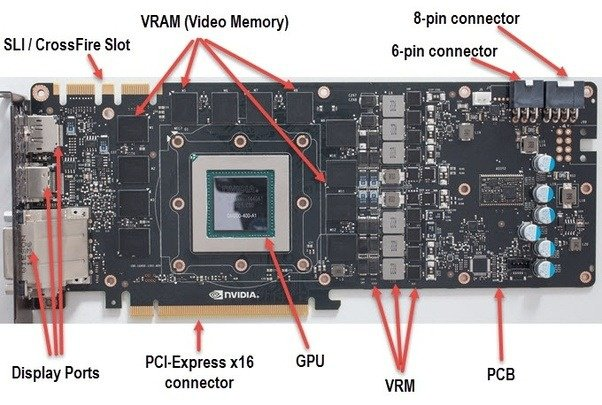 8-pin connector
VRAM (Video Memory)
SLI / CrossFire Slot
6-pin connector
NVIDIA.
Display Ports
PCI-Express x16
connector
GPU
VRM
PCB